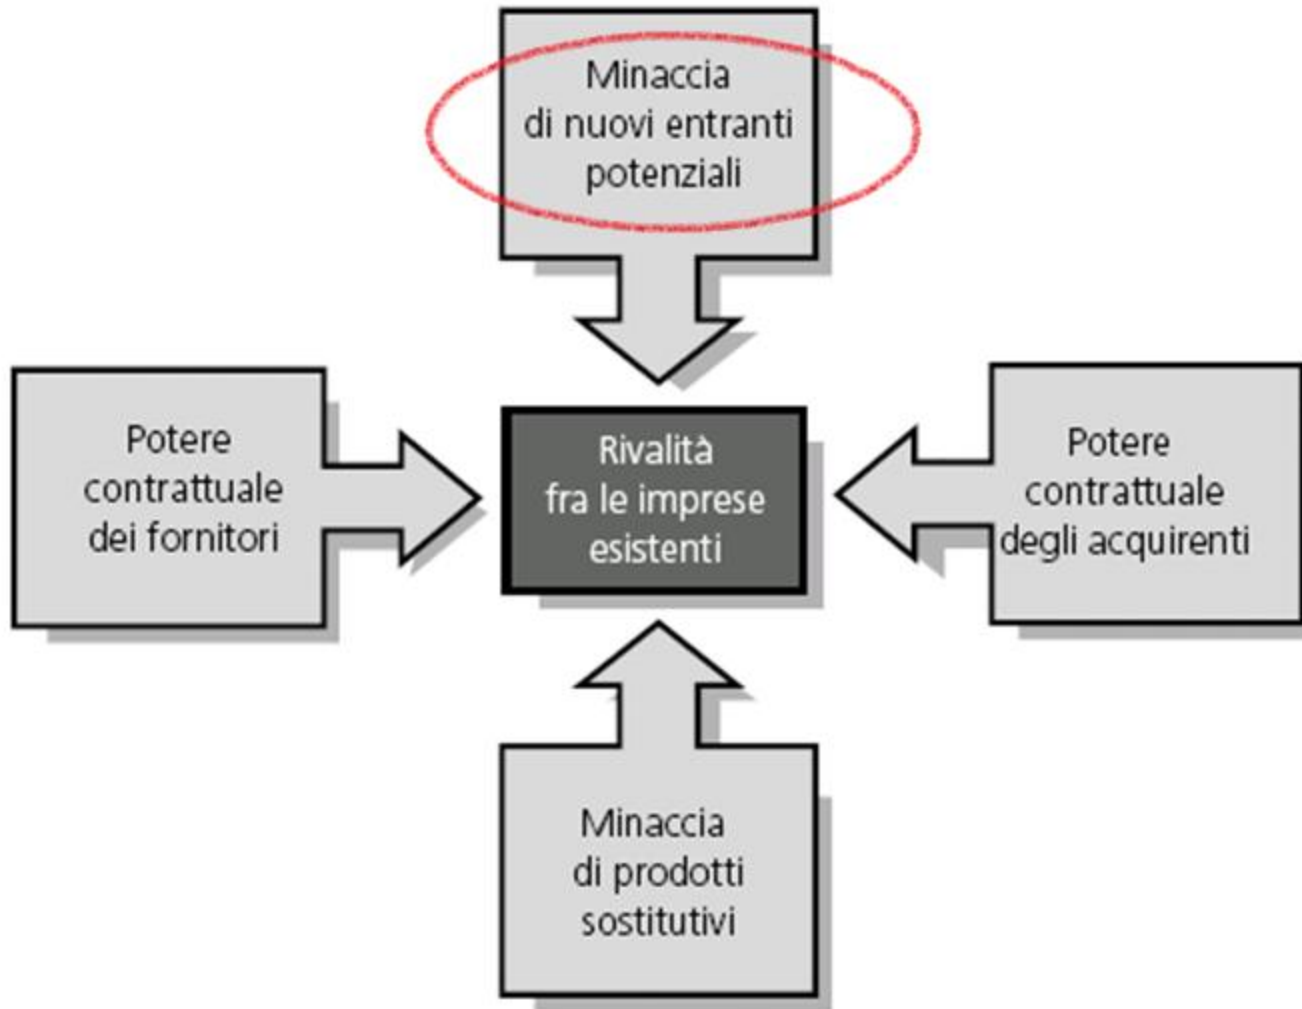 Minaccia
di nuovi entranti
potenziali
Potere
contrattuale
dei fornitori
Rivalità
fra le imprese
esistenti
Potere
contrattuale
degli acquirenti
Minaccia
di prodotti
sostitutivi